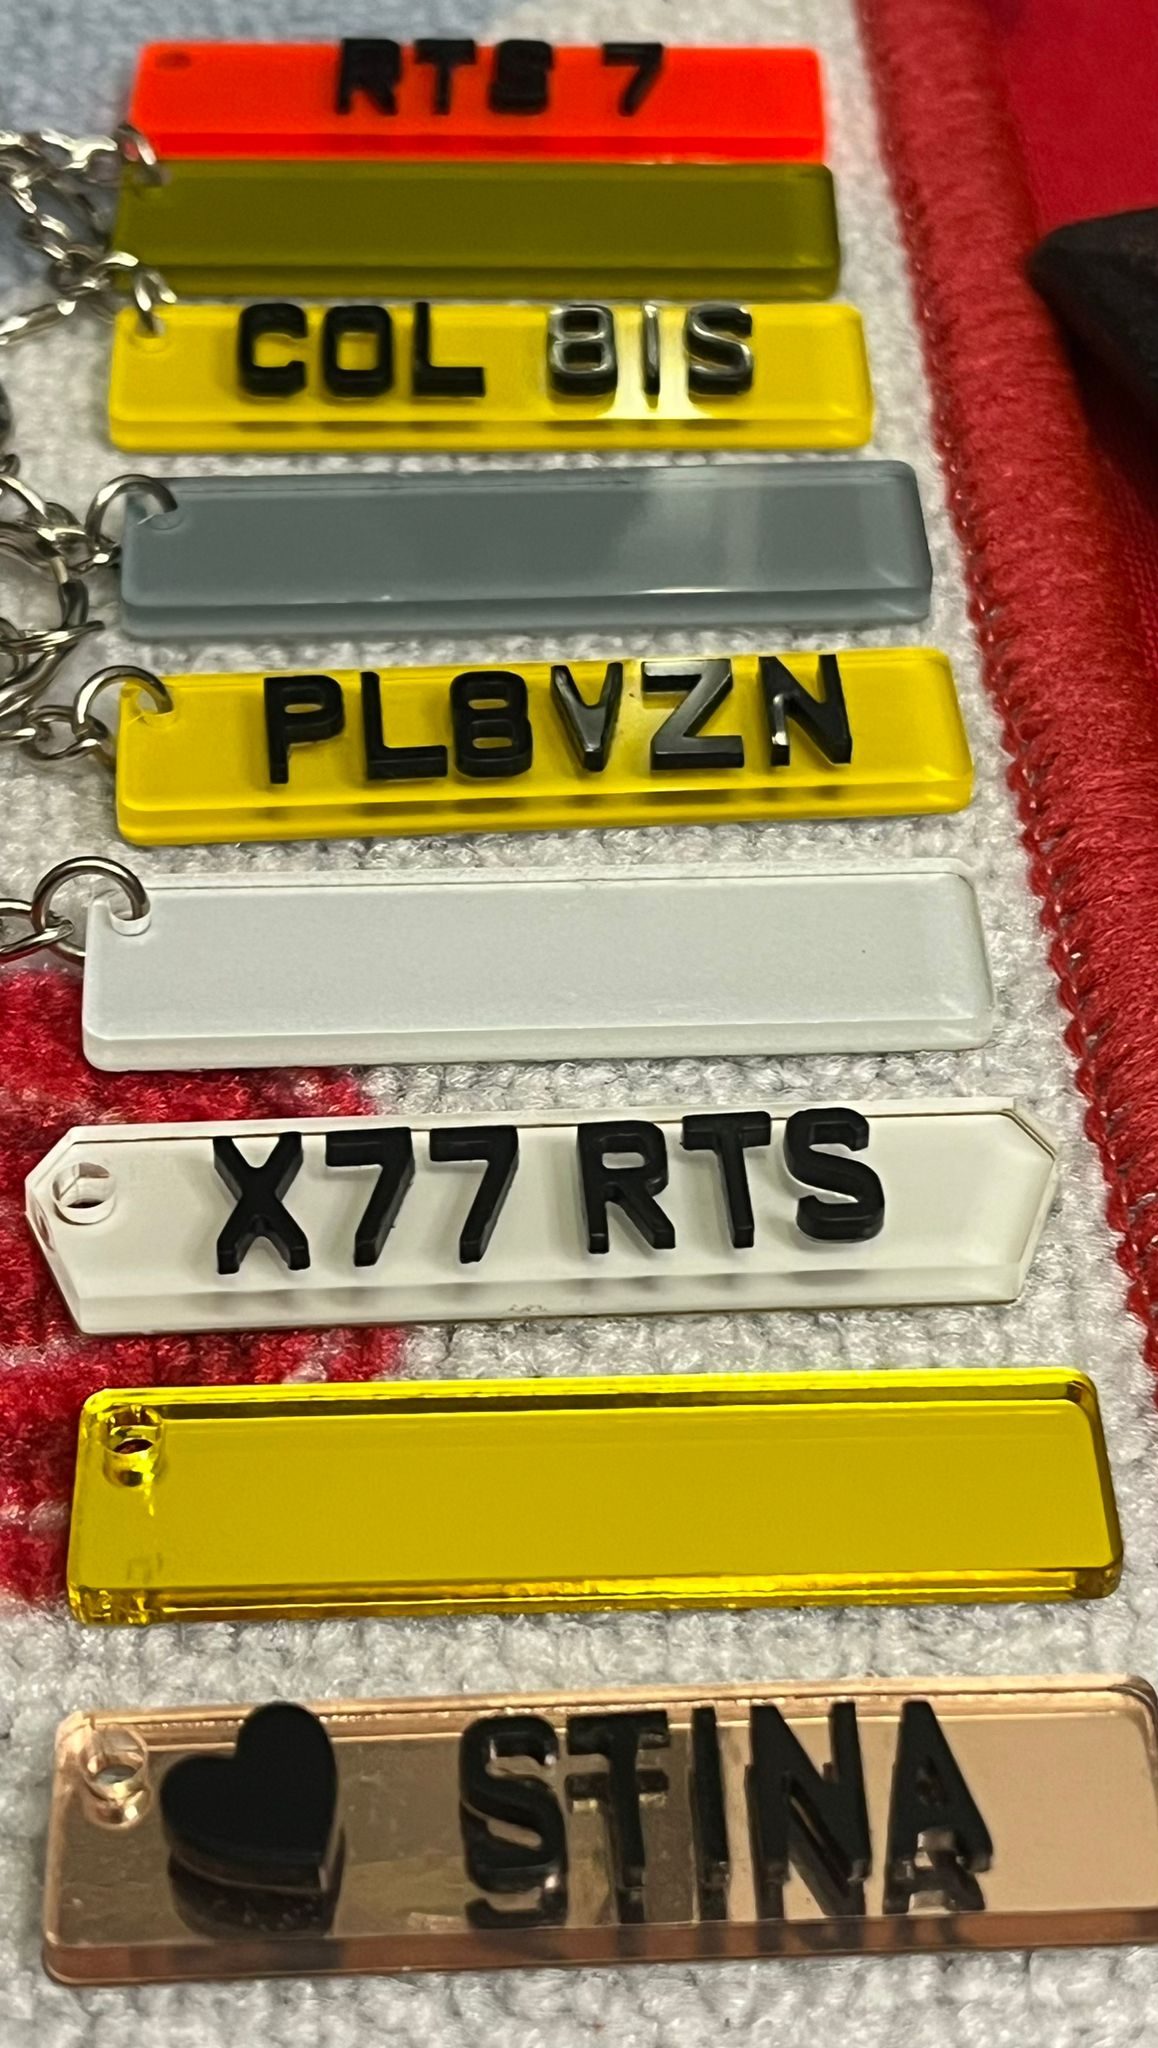 RTS 7
COL 81S
PL8VZN
X77 RTS
STINA